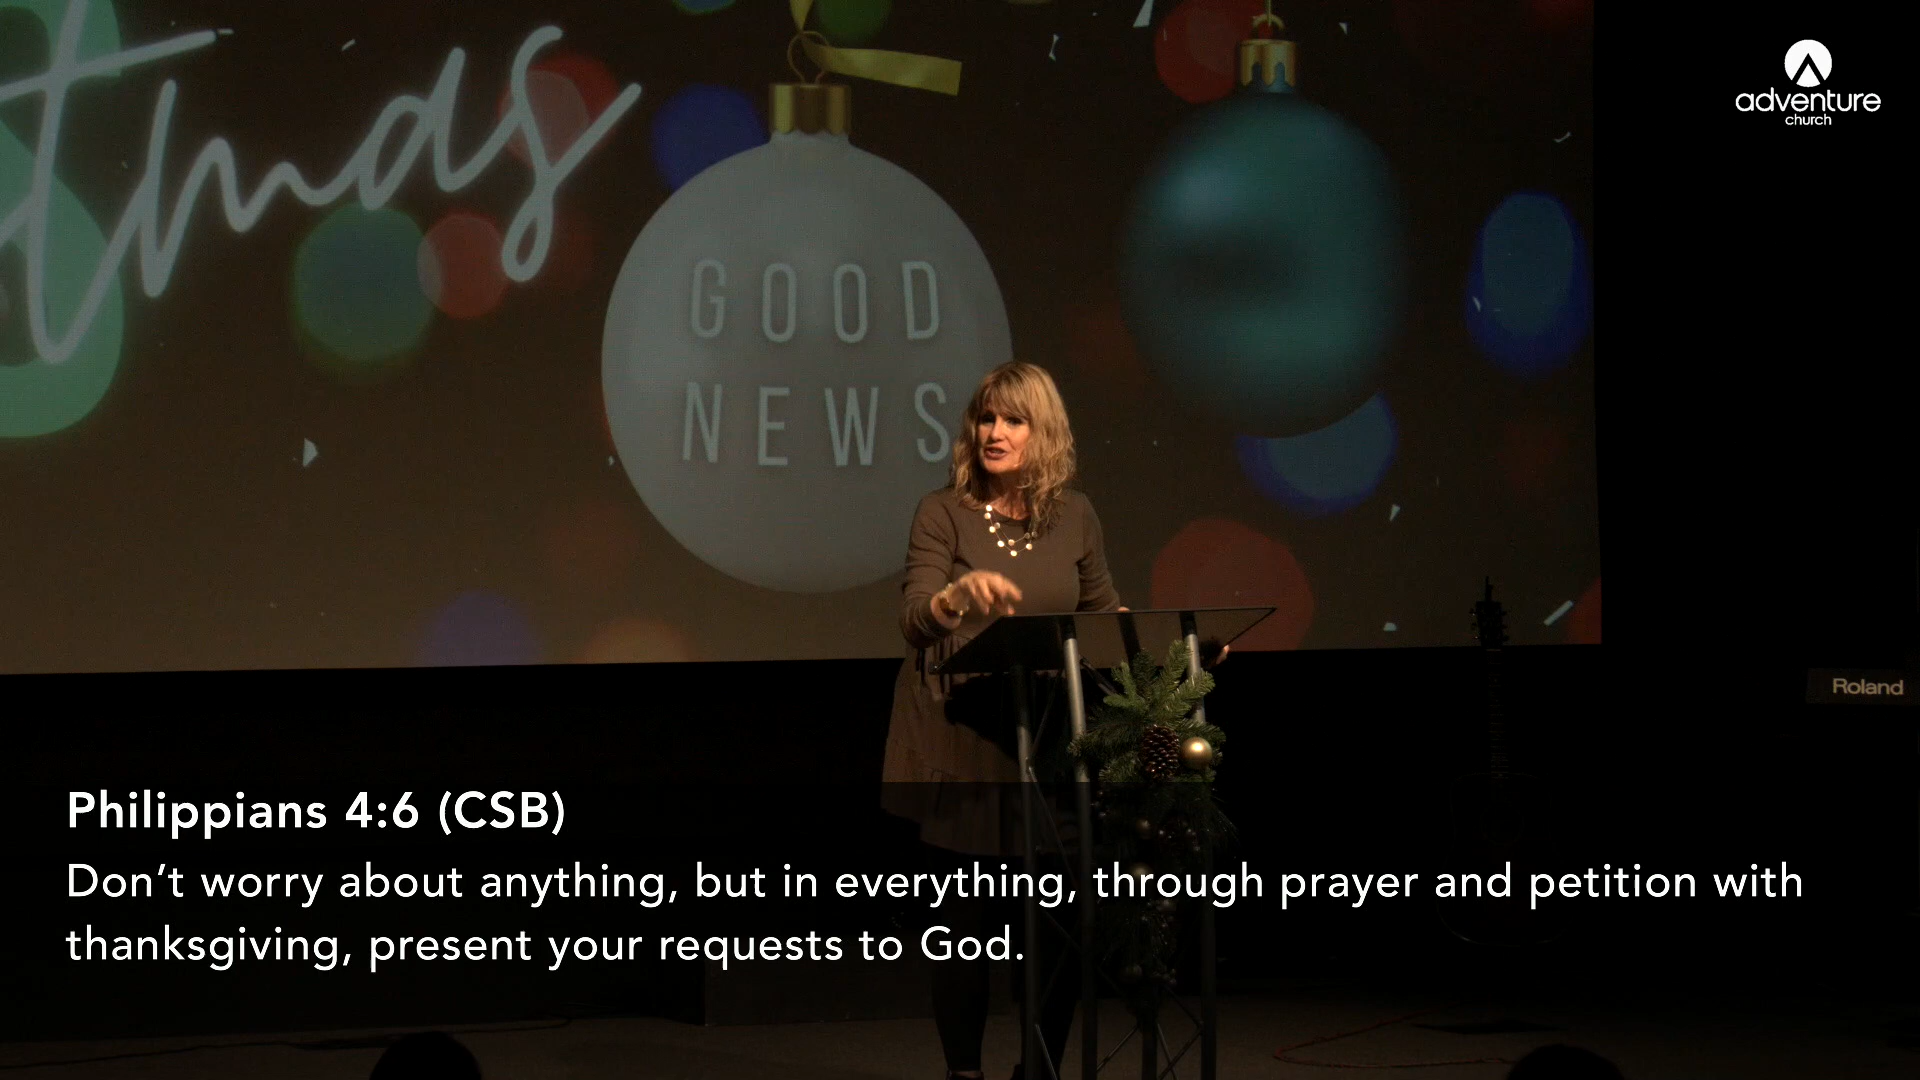 tmas
GOOD
NEWS
adventure
church
Roland
Philippians 4:6 (CSB)
Don’t worry about anything, but in everything, through prayer and petition with
thanksgiving, present your requests to God.